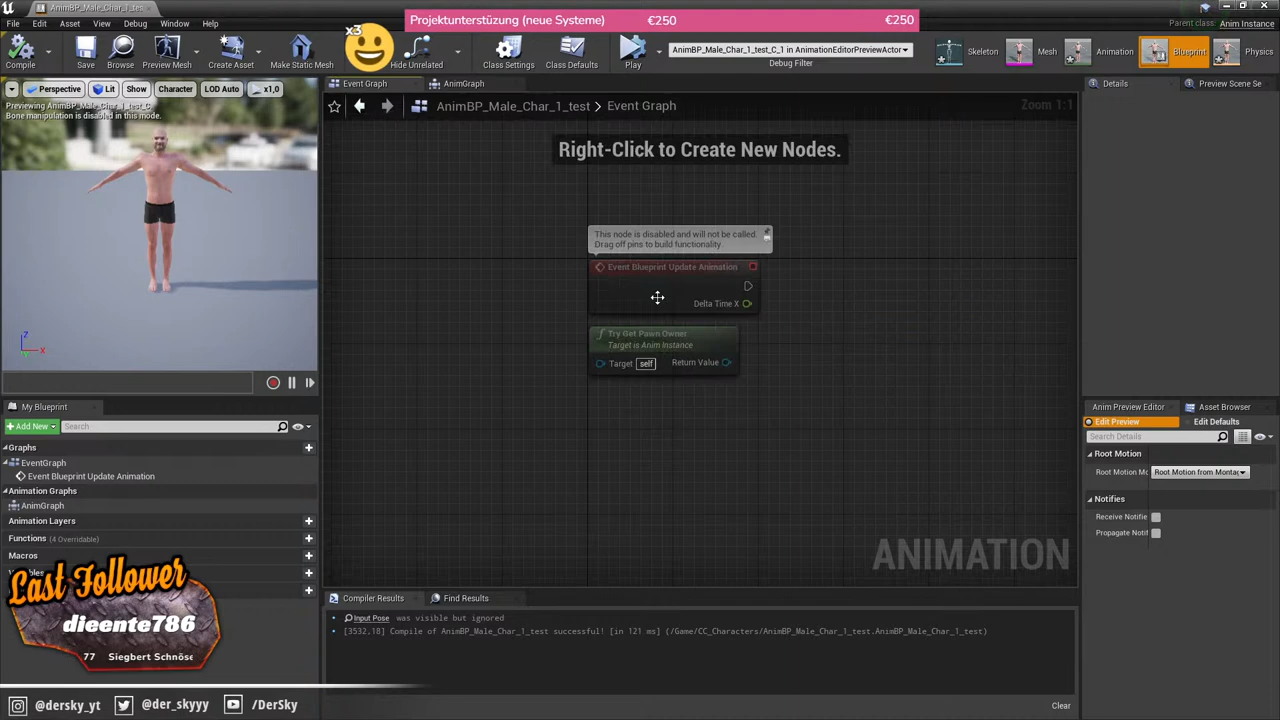 AnimBP_Male_Char_1_test
File Edit Asset View Debug Window Help
Projektunterstüzung (neue Systeme) €250 €250
Parent class: Anim Instance
Compile
Save
Browse
Preview Mesh
Create Asset
Make Static Mesh
x3
Hide Unrelated
Class Settings
Class Defaults
Play
AnimBP_Male_Char_1_test_C_1 in AnimationEditorPreviewActor
Debug Filter
Skeleton
Mesh
Animation
Blueprint
Physics
Perspective Lit Show Character LOD Auto x1,0
Previewing AnimBP_Male_Char_1_test_C
Bone manipulation is disabled in this mode.
Event Graph
AnimGraph
AnimBP_Male_Char_1_test > Event Graph
Zoom 1:1
Right-Click to Create New Nodes.
This node is disabled and will not be called.
Drag off pins to build functionality.
Event Blueprint Update Animation
Delta Time X
Try Get Pawn Owner
Target is Anim Instance
Target self Return Value
ANIMATION
Z
X
My Blueprint
Add New
Search
Graphs
EventGraph
Event Blueprint Update Animation
Animation Graphs
AnimGraph
Animation Layers
Functions (4 Overridable)
Macros
Last Follower
dieente786
77 Siegbert Schnöse
@dersky_yt @der_skyyy /DerSky
Compiler Results
Find Results
Input Pose was visible but ignored
[3532,18] Compile of AnimBP_Male_Char_1_test successful! [in 121 ms] (/Game/CC_Characters/AnimBP_Male_Char_1_test.AnimBP_Male_Char_1_test)
Clear
Details
Preview Scene Se
Anim Preview Editor
Asset Browser
Edit Preview
Edit Defaults
Search Details
Root Motion
Root Motion Mo Root Motion from Monta
Notifies
Receive Notifie
Propagate Notif